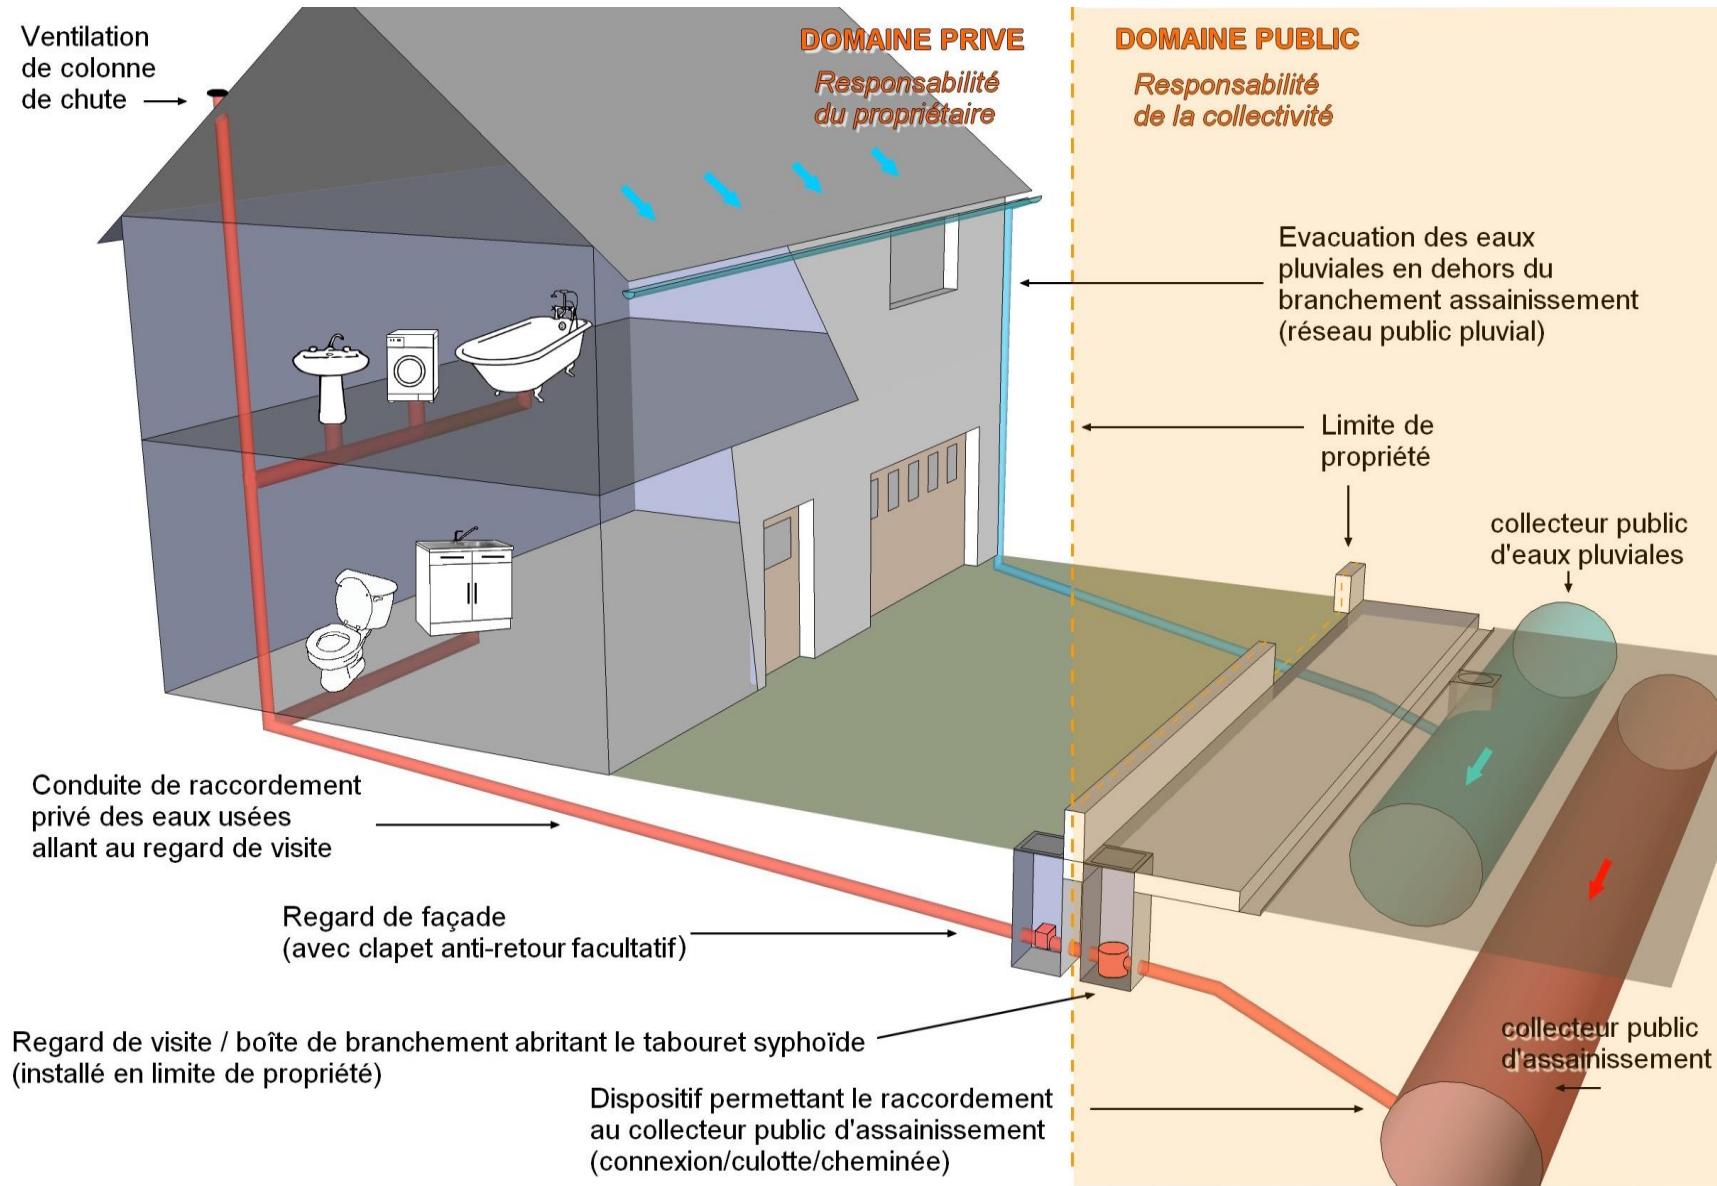 Ventilation
de colonne
de chute
DOMAINE PRIVE
Responsabilité
du propriétaire
DOMAINE PUBLIC
Responsabilité
de la collectivité
Evacuation des eaux
pluviales en dehors du
branchement assainissement
(réseau public pluvial)
Limite de
propriété
collecteur public
d'eaux pluviales
Conduite de raccordement
privé des eaux usées
allant au regard de visite
Regard de façade
(avec clapet anti-retour facultatif)
Regard de visite / boîte de branchement abritant le tabouret syphoïde
(installé en limite de propriété)
collecteur public
d'assainissement
Dispositif permettant le raccordement
au collecteur public d'assainissement
(connexion/culotte/cheminée)